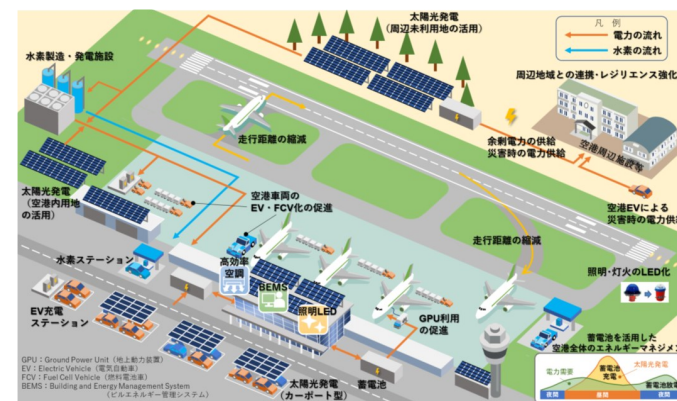 太陽光発電
（周辺未利用地の活用）
凡　例
電力の流れ
水素の流れ
水素製造・発電施設
周辺地域との連携・レジリエンス強化
走行距離の縮減
余剰電力の供給
災害時の電力供給
空港周辺施設等
太陽光発電
（空港内用地
の活用）
空港車両の
EV・FCV化の促進
空港EVによる
災害時の電力供
水素ステーション
走行距離の縮減
高効率
空調
BEMS
照明LED
照明・灯火のLED化
EV充電
ステーション
GPU利用
の促進
蓄電池を活用した
空港全体のエネルギーマネジメン
GPU：Ground Power Unit（地上動力装置）
EV：Electric Vehicle（電気自動車）
FCV：Fuel Cell Vehicle（燃料電池車）
BEMS：Building and Energy Management System
（ビルエネルギー管理システム）
太陽光発電
（カーポート型）
蓄電池
電力需要
蓄電池
充電
太陽光発電
蓄電池放電
夜間
昼間
夜間